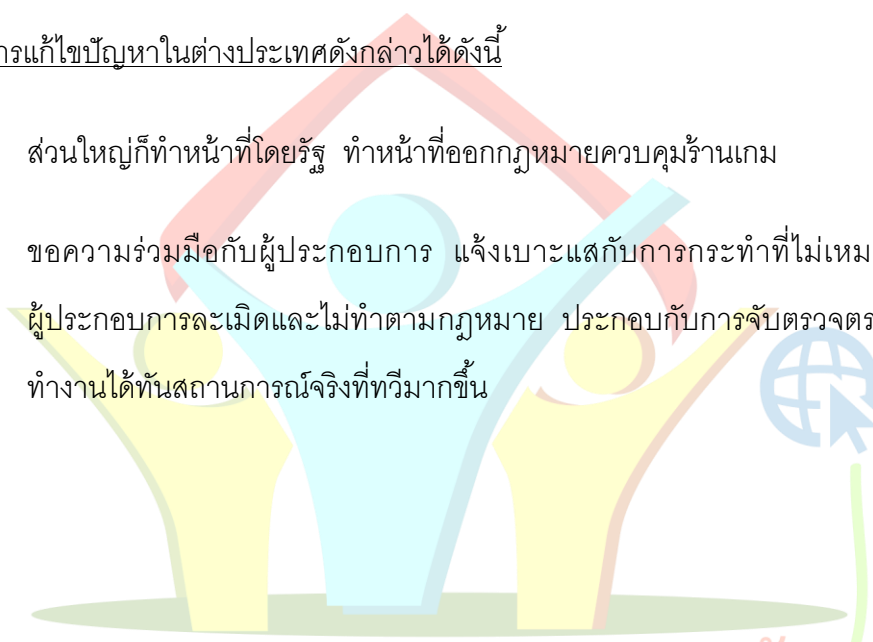 ารแก้ไขปัญหาในต่างประเทศดังกล่าวได้ดังนี้
ส่วนใหญ่ก็ทำหน้าที่โดยรัฐ ทำหน้าที่ออกกฎหมายควบคุมร้านเกม
ขอความร่วมมือกับผู้ประกอบการ แจ้งเบาะแสกับการกระทำที่ไม่เหม
ผู้ประกอบการละเมิดและไม่ทำตามกฎหมาย ประกอบกับการจับตรวจตร
ทำงานได้ทันสถานการณ์จริงที่ทวีมากขึ้น